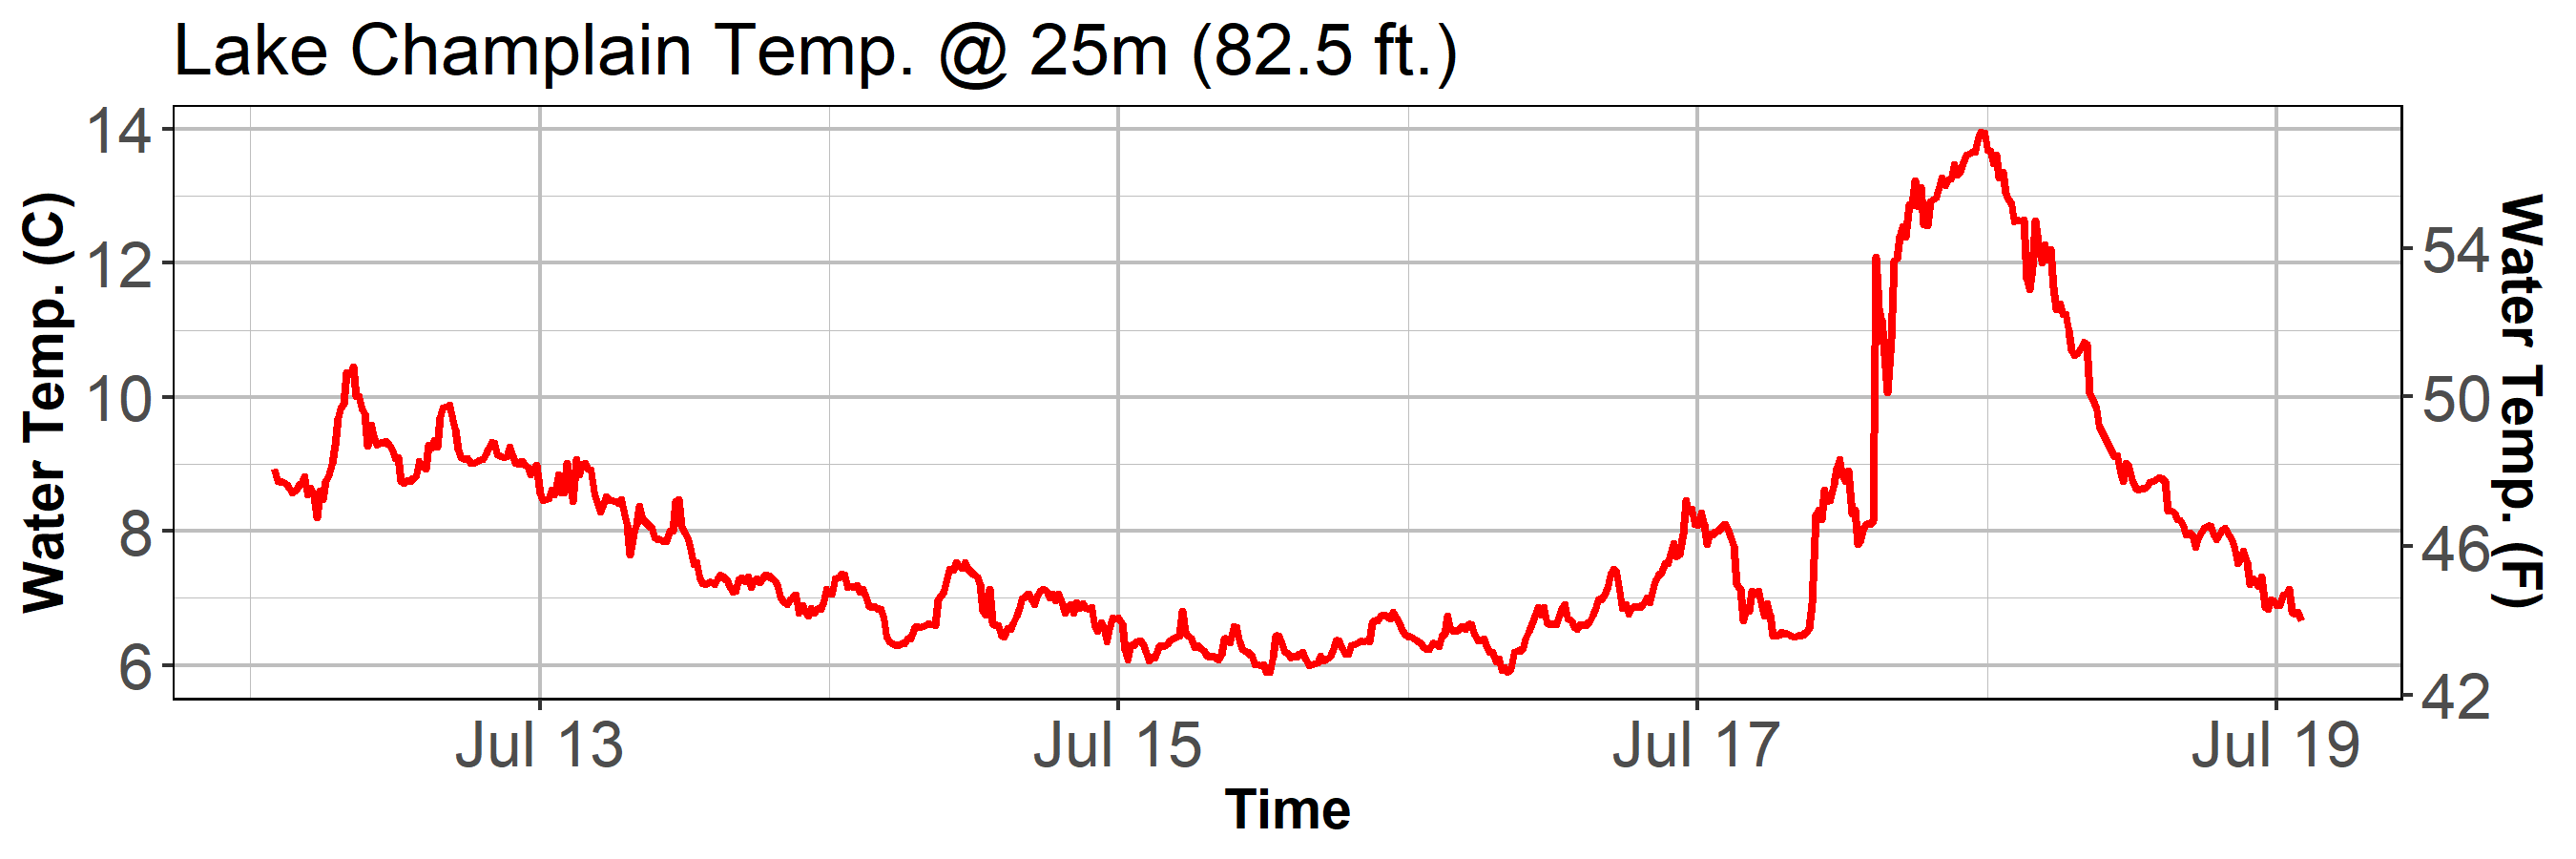 Lake Champlain Temp. @ 25m (82.5 ft.)
Water Temp. (C)
14
12
10
8
6
54
50
46
42
Water Temp. (F)
Jul 13 Jul 15 Jul 17 Jul 19
Time